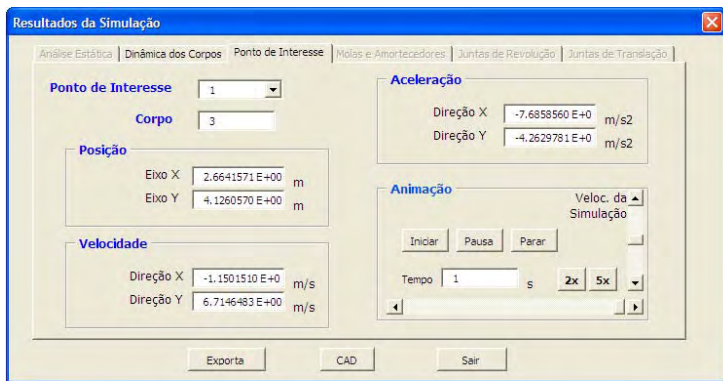 Resultados da Simulação
Análise Estática | Dinâmica dos Corpos | Ponto de Interesse | Molas e Amortecedores | Juntas de Revolução | Juntas de Translação
Ponto de Interesse 1
Corpo 3
Posição
Eixo X 2.6641571 E+00 m
Eixo Y 4.1260570 E+00 m
Velocidade
Direção X -1.1501510 E+0 m/s
Direção Y 6.7146483 E+00 m/s
Aceleração
Direção X -7.6858560 E+0 m/s2
Direção Y -4.2629781 E+0 m/s2
Animação
Veloc. da
Simulação
Iniciar Pausa Parar
Tempo 1 s 2x 5x
Exporta CAD Sair